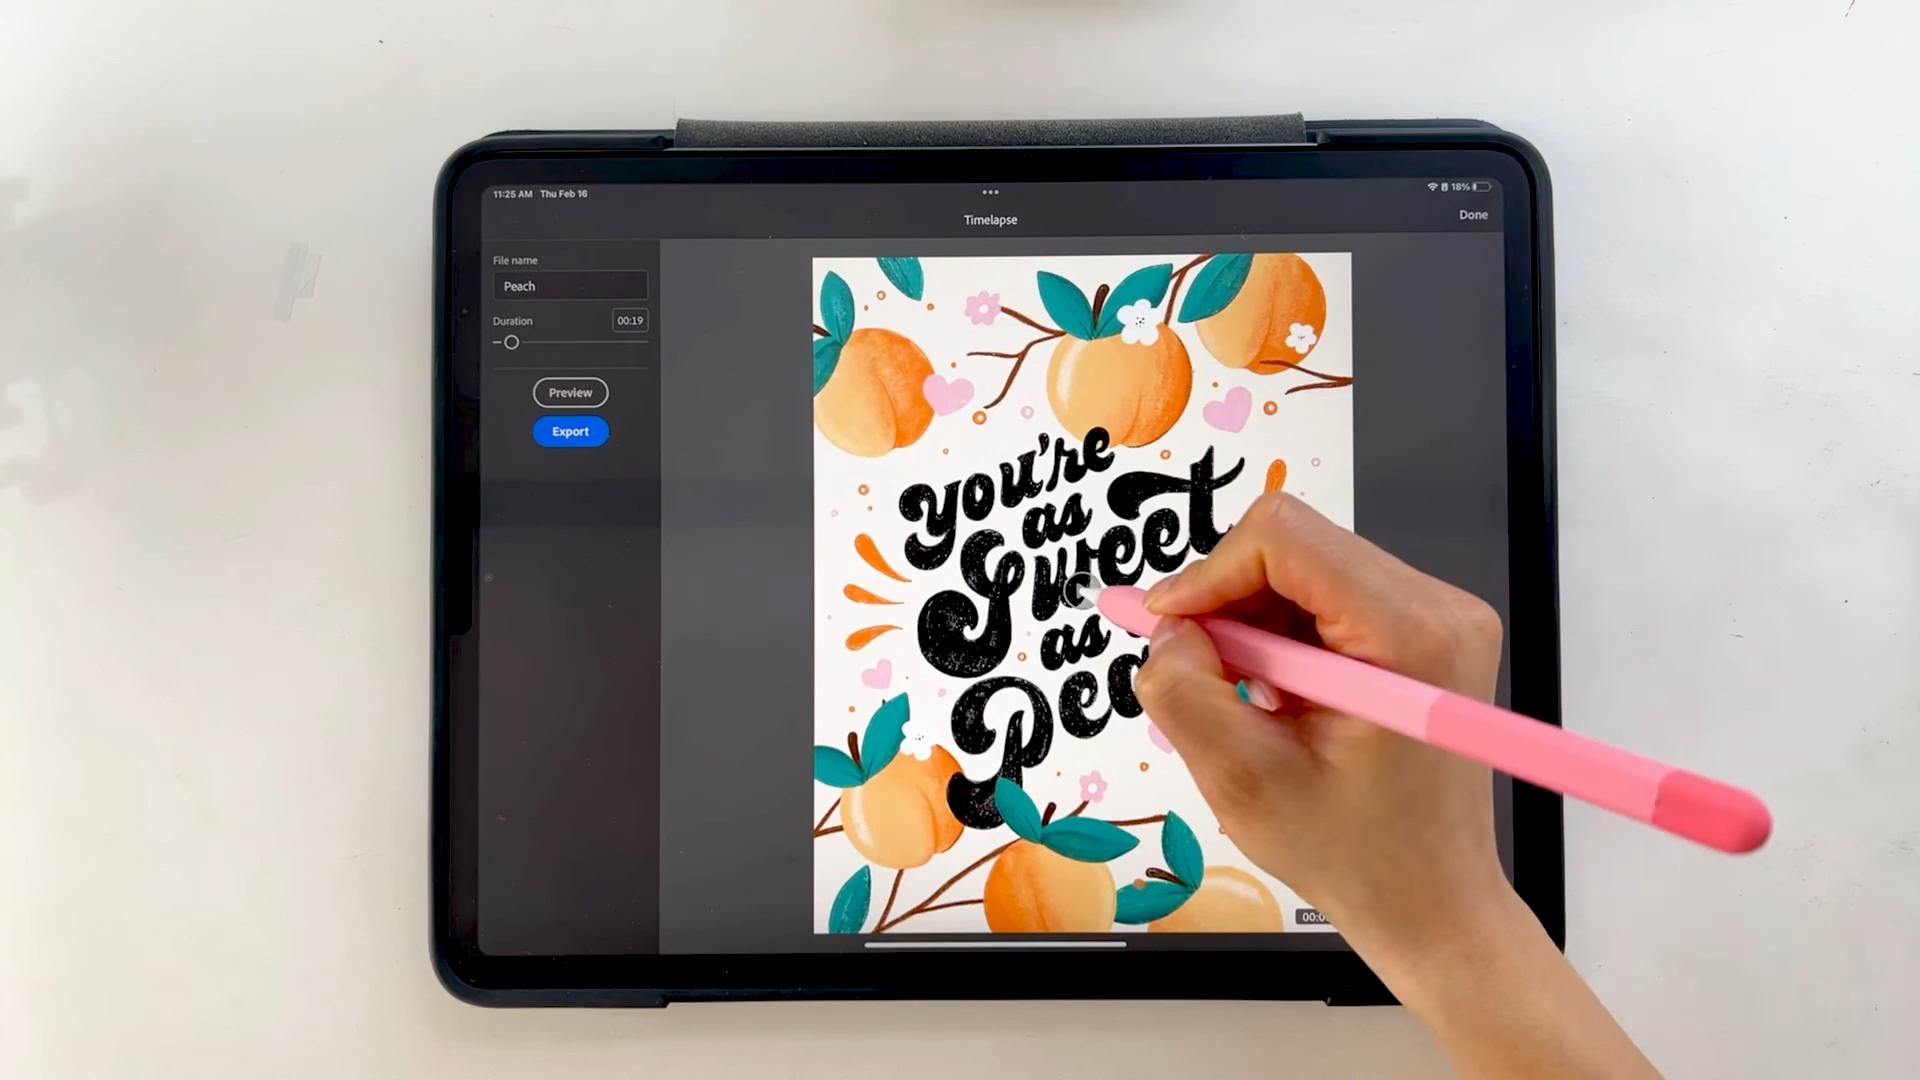 11:25 AM Thu Feb 16
18%
Timelapse
Done
File name
Peach
Duration
00:19
Preview
Export
you're
as
Sweet
as